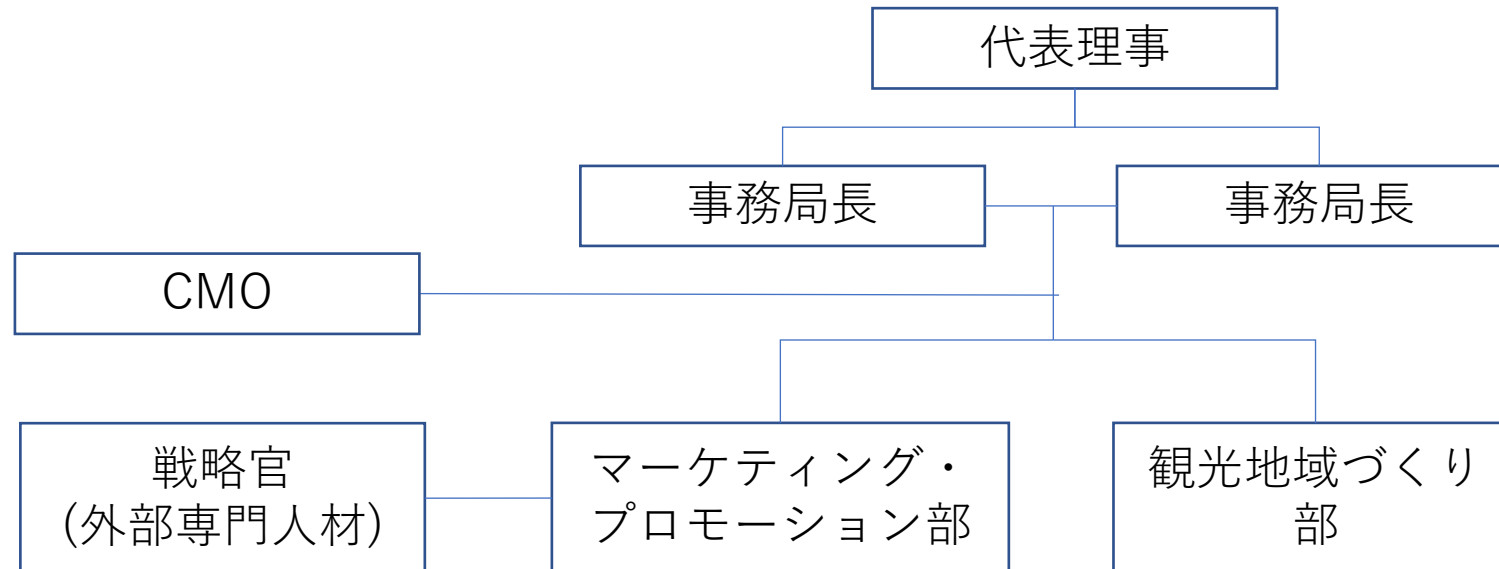 代表理事
事務局長
事務局長
CMO
戦略官
(外部専門人材)
マーケティング・
プロモーション部
観光地域づくり
部